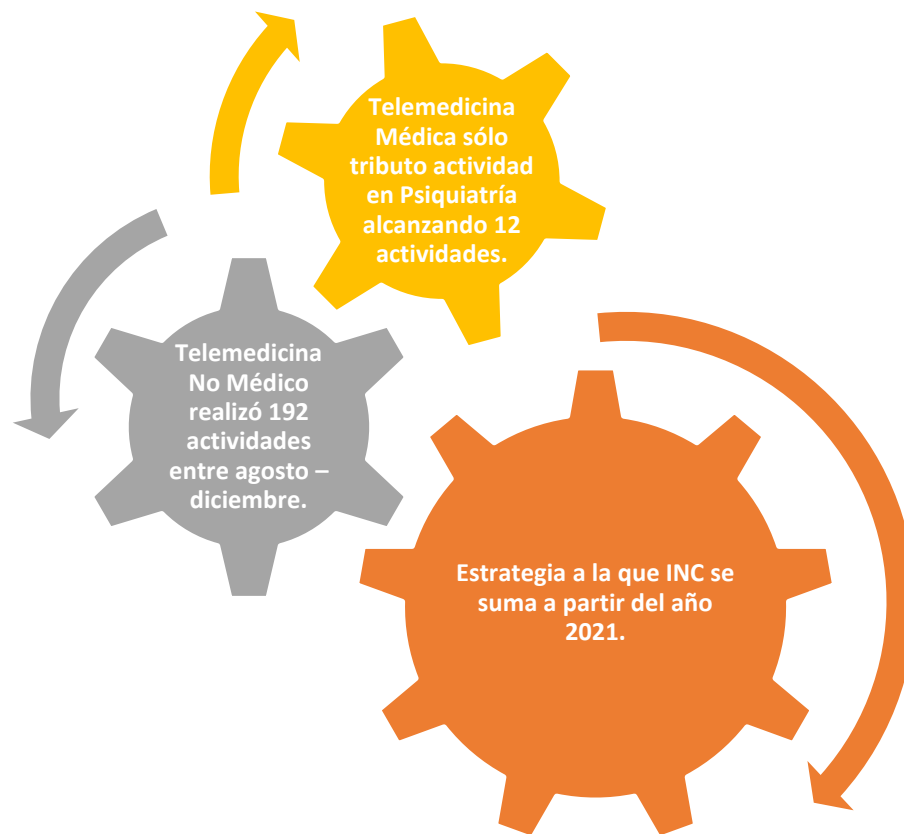 Telemedicina
Médica sólo
tributo actividad
en Psiquiatría
alcanzando 12
actividades.
Telemedicina
No Médico
realizó 192
actividades
entre agosto –
diciembre.
Estrategia a la que INC se
suma a partir del año
2021.